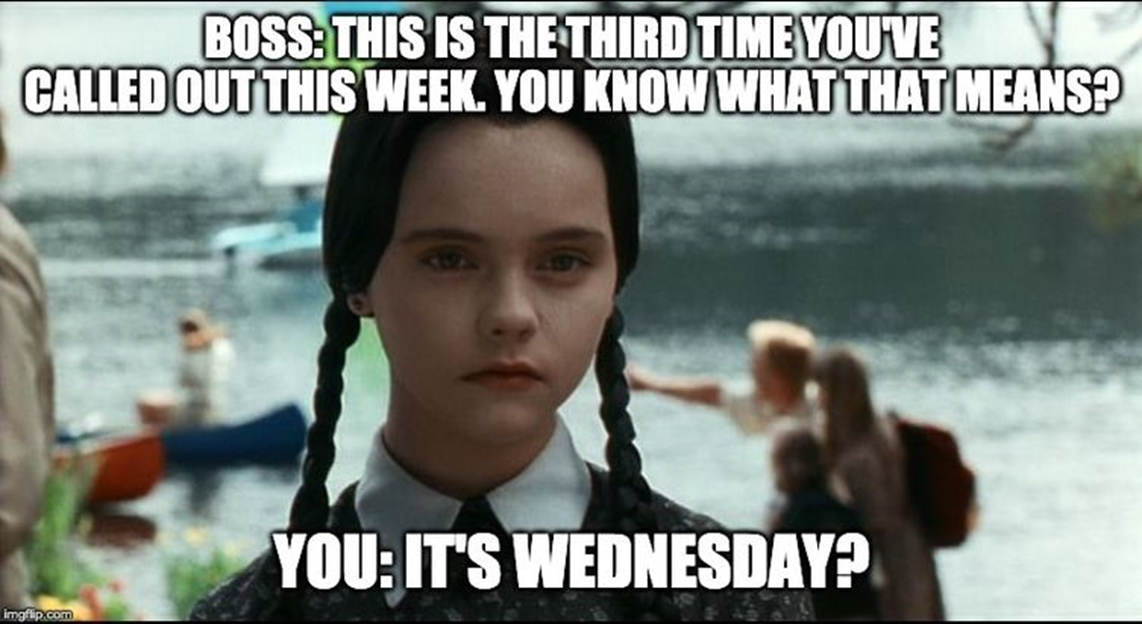 BOSS: THIS IS THE THIRD TIME YOU'VE
CALLED OUT THIS WEEK. YOU KNOW WHAT THAT MEANS?
YOU: IT'S WEDNESDAY?
imgflip.com